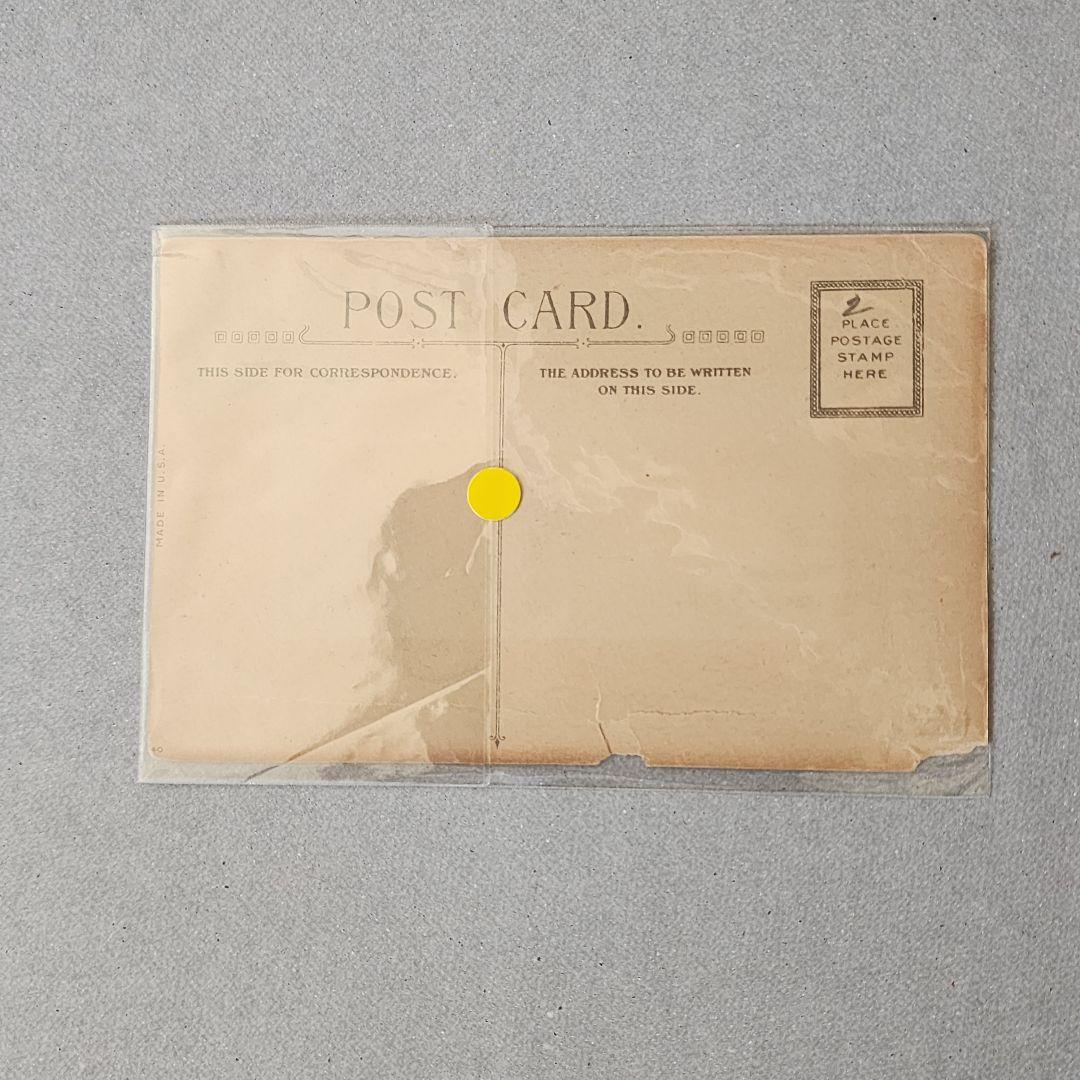 POST CARD.
THIS SIDE FOR CORRESPONDENCE.
THE ADDRESS TO BE WRITTEN
ON THIS SIDE.
2
PLACE
POSTAGE
STAMP
HERE
MADE IN U.S.A.